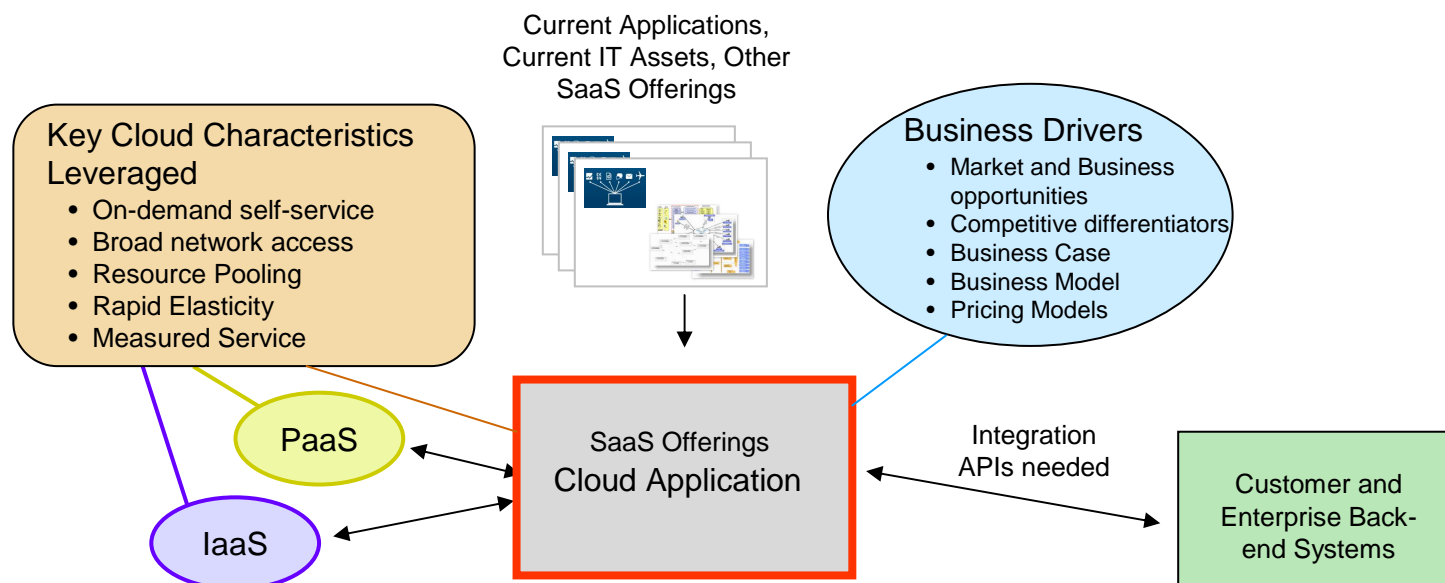 Current Applications,
Current IT Assets, Other
SaaS Offerings
Key Cloud Characteristics
Leveraged
• On-demand self-service
• Broad network access
• Resource Pooling
• Rapid Elasticity
• Measured Service
Business Drivers
• Market and Business
opportunities
• Competitive differentiators
• Business Case
• Business Model
• Pricing Models
PaaS
IaaS
SaaS Offerings
Cloud Application
Integration
APIs needed
Customer and
Enterprise Back-
end Systems